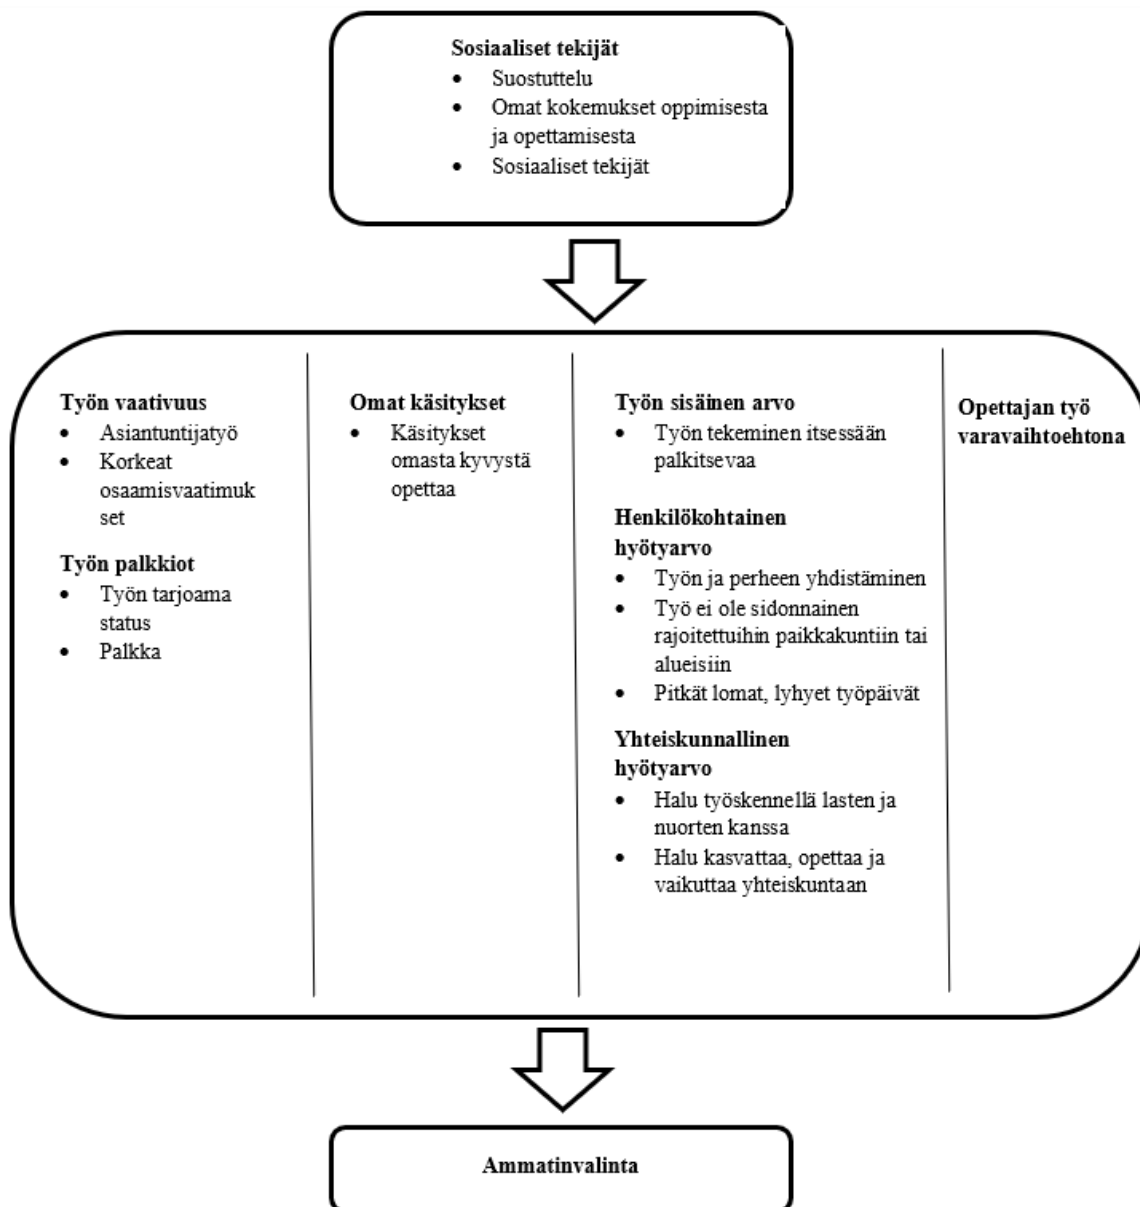 Sosiaaliset tekijät
• Suostuttelu
• Omat kokemukset oppimisesta
ja opettamisesta
• Sosiaaliset tekijät
Työn vaativuus
• Asiantuntijatyö
• Korkeat
osaamisvaatimuk
set
Työn palkkiot
• Työn tarjoama
status
• Palkka
Omat käsitykset
• Käsitykset
omasta kyvystä
opettaa
Työn sisäinen arvo
• Työn tekeminen itsessään
palkitsevaa
Henkilökohtainen
hyötyarvo
• Työn ja perheen yhdistäminen
• Työ ei ole sidonnainen
rajoitettuihin paikkakuntiin tai
alueisiin
• Pitkät lomat, lyhyet työpäivät
Yhteiskunnallinen
hyötyarvo
• Halu työskennellä lasten ja
nuorten kanssa
• Halu kasvattaa, opettaa ja
vaikuttaa yhteiskuntaan
Opettajan työ
varavaihtoehtona
Ammatinvalinta